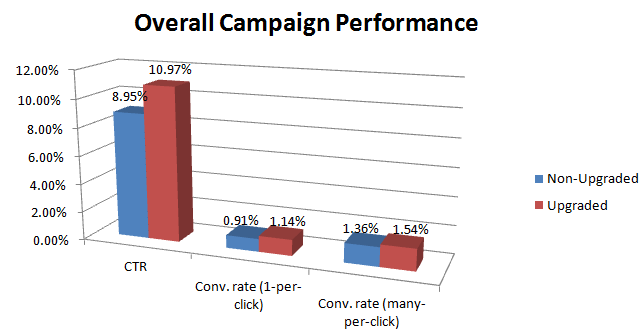 Overall Campaign Performance
12.00%
10.00%
8.00%
6.00%
4.00%
2.00%
0.00%
8.95%
10.97%
0.91%
1.14%
1.36%
1.54%
CTR
Conv. rate (1-per-
click)
Conv. rate (many-
per-click)
Non-Upgraded
Upgraded